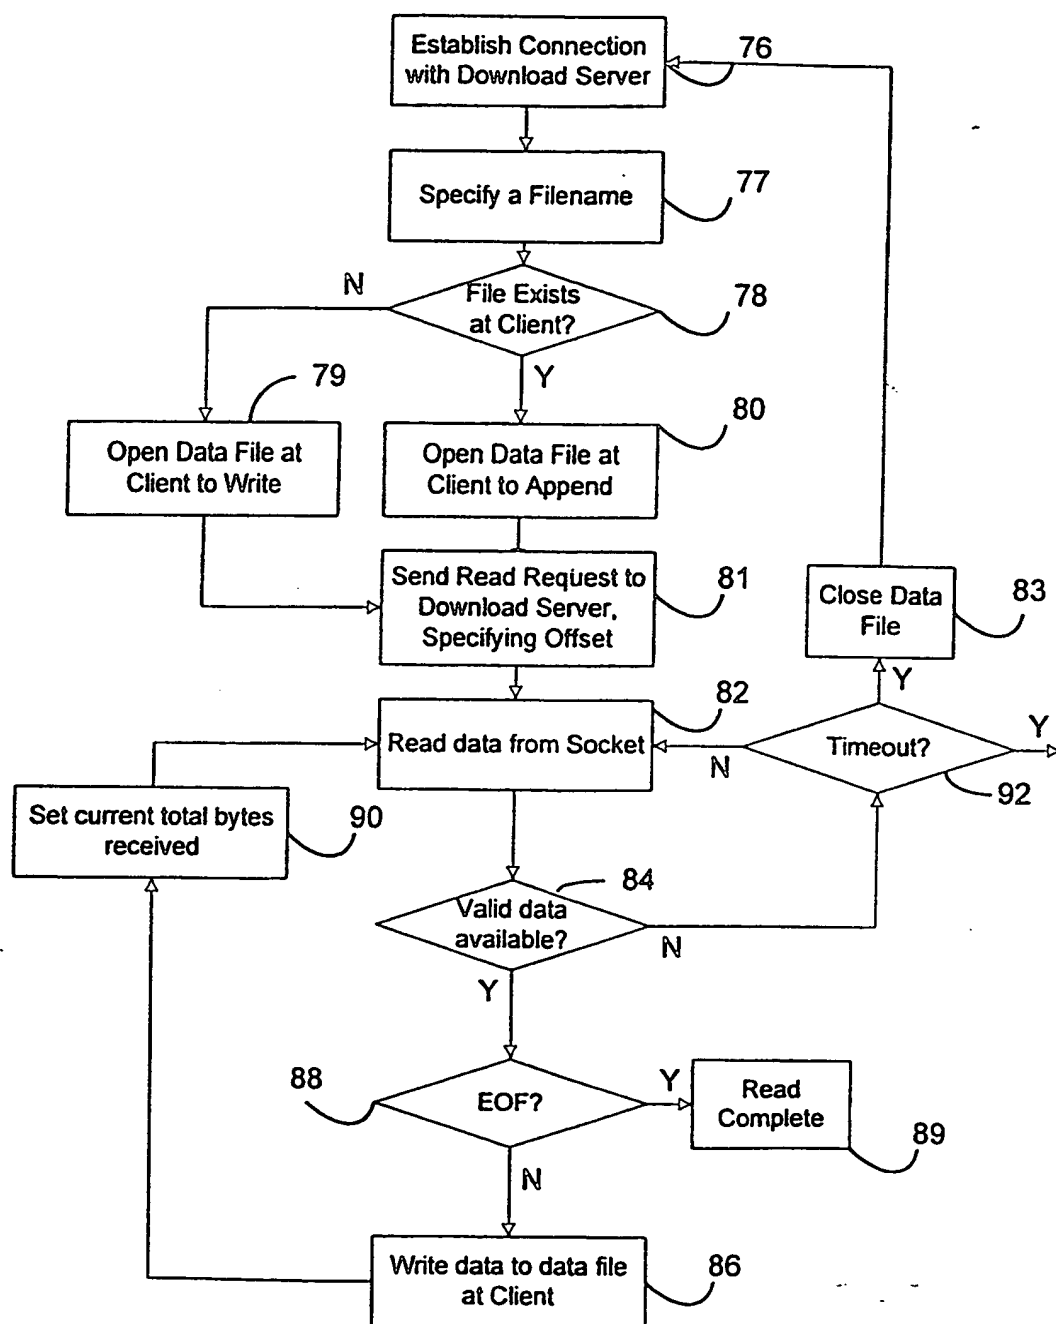 Establish Connection
with Download Server
76
Specify a Filename
77
N
File Exists
at Client?
78
Y
79
80
Open Data File at
Client to Write
Open Data File at
Client to Append
Send Read Request to
Download Server,
Specifying Offset
81
Close Data
File
83
Y
82
Read data from Socket
N
Timeout?
Y
92
Set current total bytes
received
90
84
Valid data
available?
N
Y
88
EOF?
Y
Read
Complete
89
N
Write data to data file
at Client
86